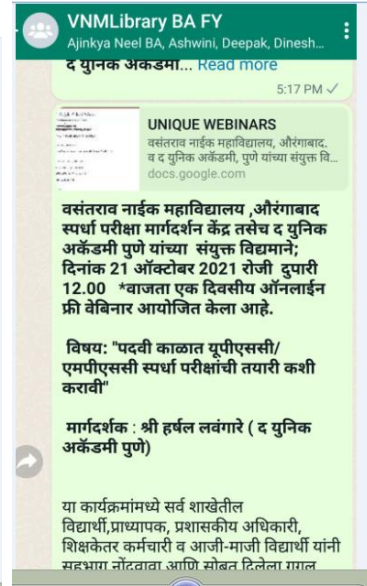 VNMLibrary BA FY
Ajinkya Neel BA, Ashwini, Deepak, Dinesh...
द युनिक अकॅडमी... Read more
5:17 PM
UNIQUE WEBINARS
वसंतराव नाईक महाविद्यालय, औरंगाबाद.
व द युनिक अकॅडमी, पुणे यांच्या संयुक्त वि...
docs.google.com
वसंतराव नाईक महाविद्यालय ,औरंगाबाद
स्पर्धा परीक्षा मार्गदर्शन केंद्र तसेच द युनिक
अकॅडमी पुणे यांच्या संयुक्त विद्यमाने;
दिनांक 21 ऑक्टोबर 2021 रोजी दुपारी
12.00 *वाजता एक दिवसीय ऑनलाईन
फ्री वेबिनार आयोजित केला आहे.
विषय: "पदवी काळात यूपीएससी/
एमपीएससी स्पर्धा परीक्षांची तयारी कशी
करावी"
मार्गदर्शक : श्री हर्षल लवंगारे ( द युनिक
अकॅडमी पुणे)
या कार्यक्रमांमध्ये सर्व शाखेतील
विद्यार्थी,प्राध्यापक, प्रशासकीय अधिकारी,
शिक्षकेतर कर्मचारी व आजी-माजी विद्यार्थी यांनी
सहभाग नोंदवावा आणि सोबत दिलेला गुगल